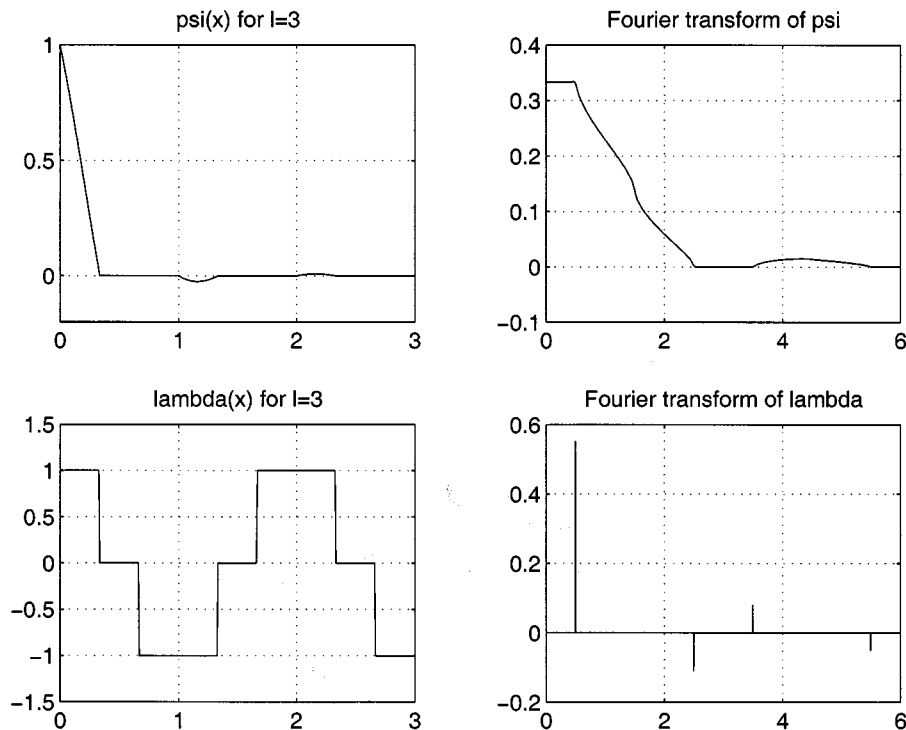 psi(x) for l=3
1
0.5
0
0 1 2 3
Fourier transform of psi
0.4
0.3
0.2
0.1
0
−0.1
0 2 4 6
lambda(x) for l=3
1.5
1
0.5
0
−0.5
−1
−1.5
0 1 2 3
Fourier transform of lambda
0.6
0.4
0.2
0
−0.2
0 2 4 6